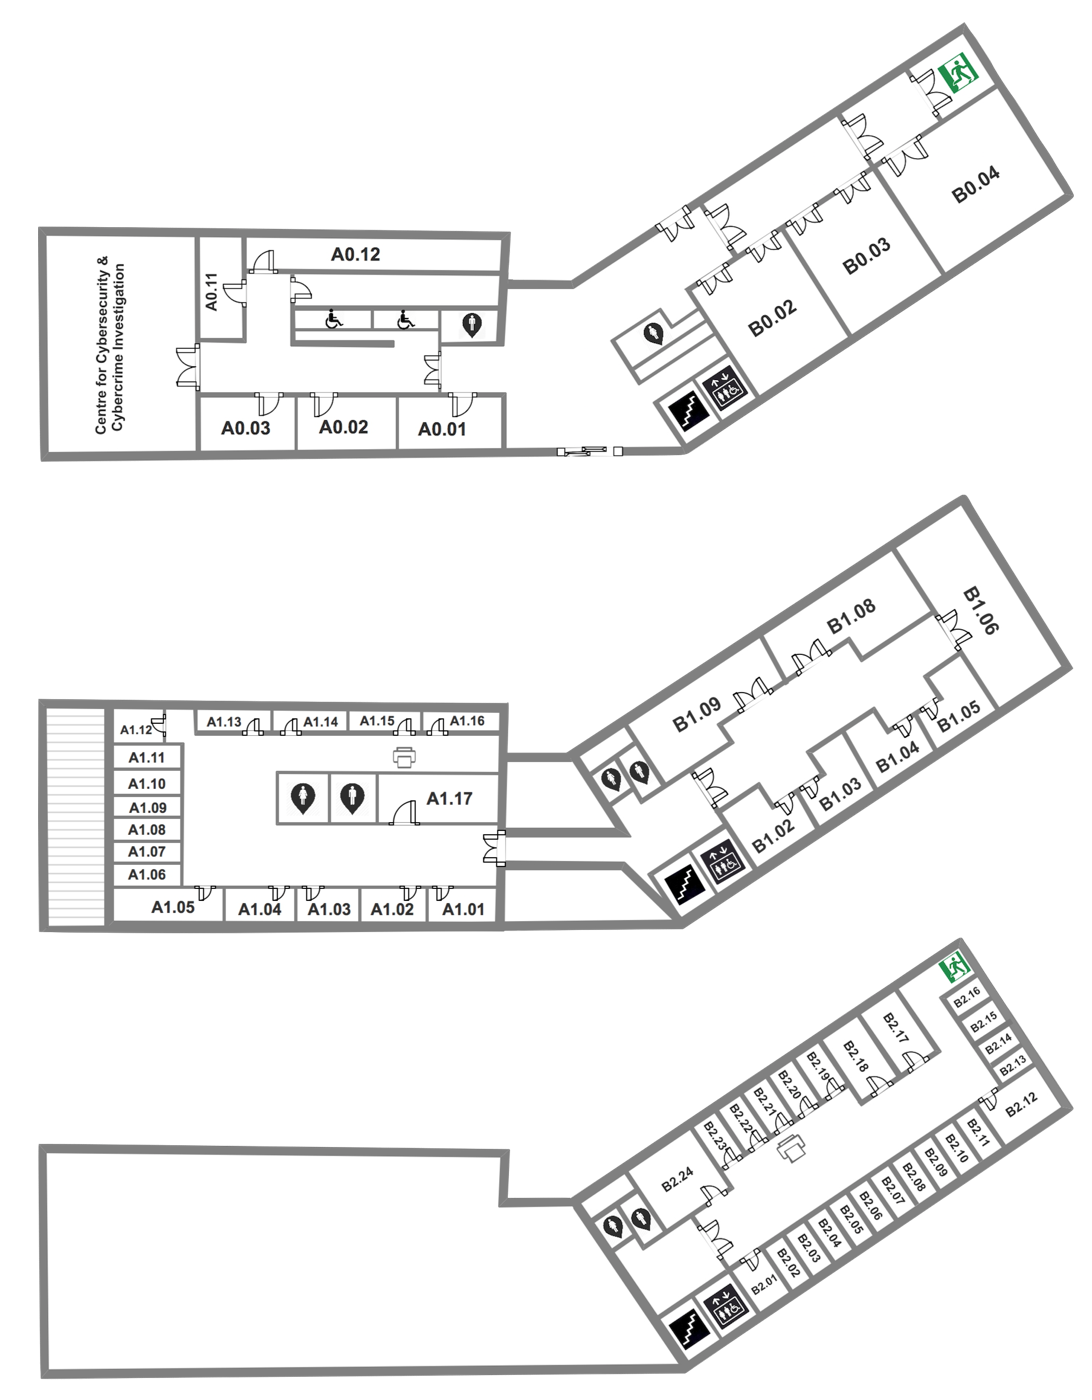 Centre for Cybersecurity &
Cybercrime Investigation
A0.11
A0.12
A0.03
A0.02
A0.01
B0.02
B0.03
B0.04
A1.12
A1.13
A1.14
A1.15
A1.16
A1.11
A1.10
A1.09
A1.08
A1.07
A1.06
A1.17
A1.05
A1.04
A1.03
A1.02
A1.01
B1.09
B1.08
B1.06
B1.02
B1.03
B1.04
B1.05
B2.24
B2.23
B2.22
B2.21
B2.20
B2.19
B2.18
B2.17
B2.16
B2.15
B2.14
B2.13
B2.12
B2.11
B2.10
B2.09
B2.08
B2.07
B2.06
B2.05
B2.04
B2.03
B2.02
B2.01